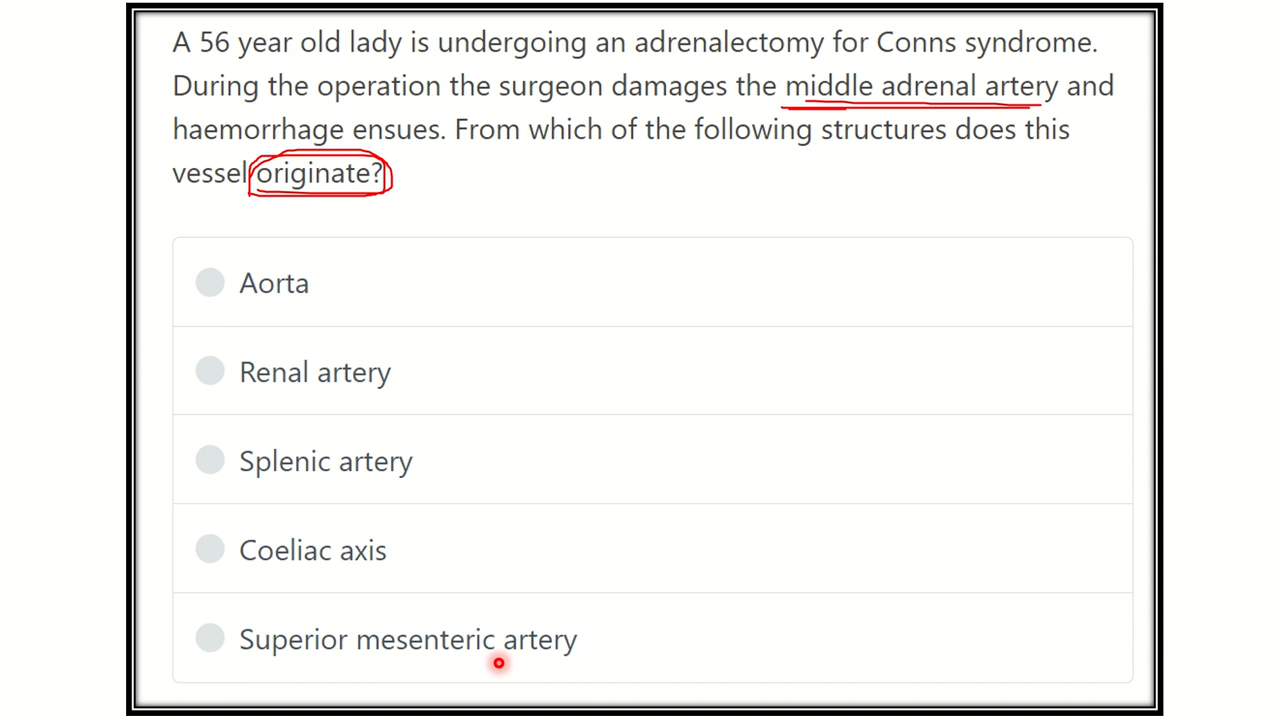 A 56 year old lady is undergoing an adrenalectomy for Conns syndrome.
During the operation the surgeon damages the middle adrenal artery and
haemorrhage ensues. From which of the following structures does this
vessel originate?
Aorta
Renal artery
Splenic artery
Coeliac axis
Superior mesenteric artery